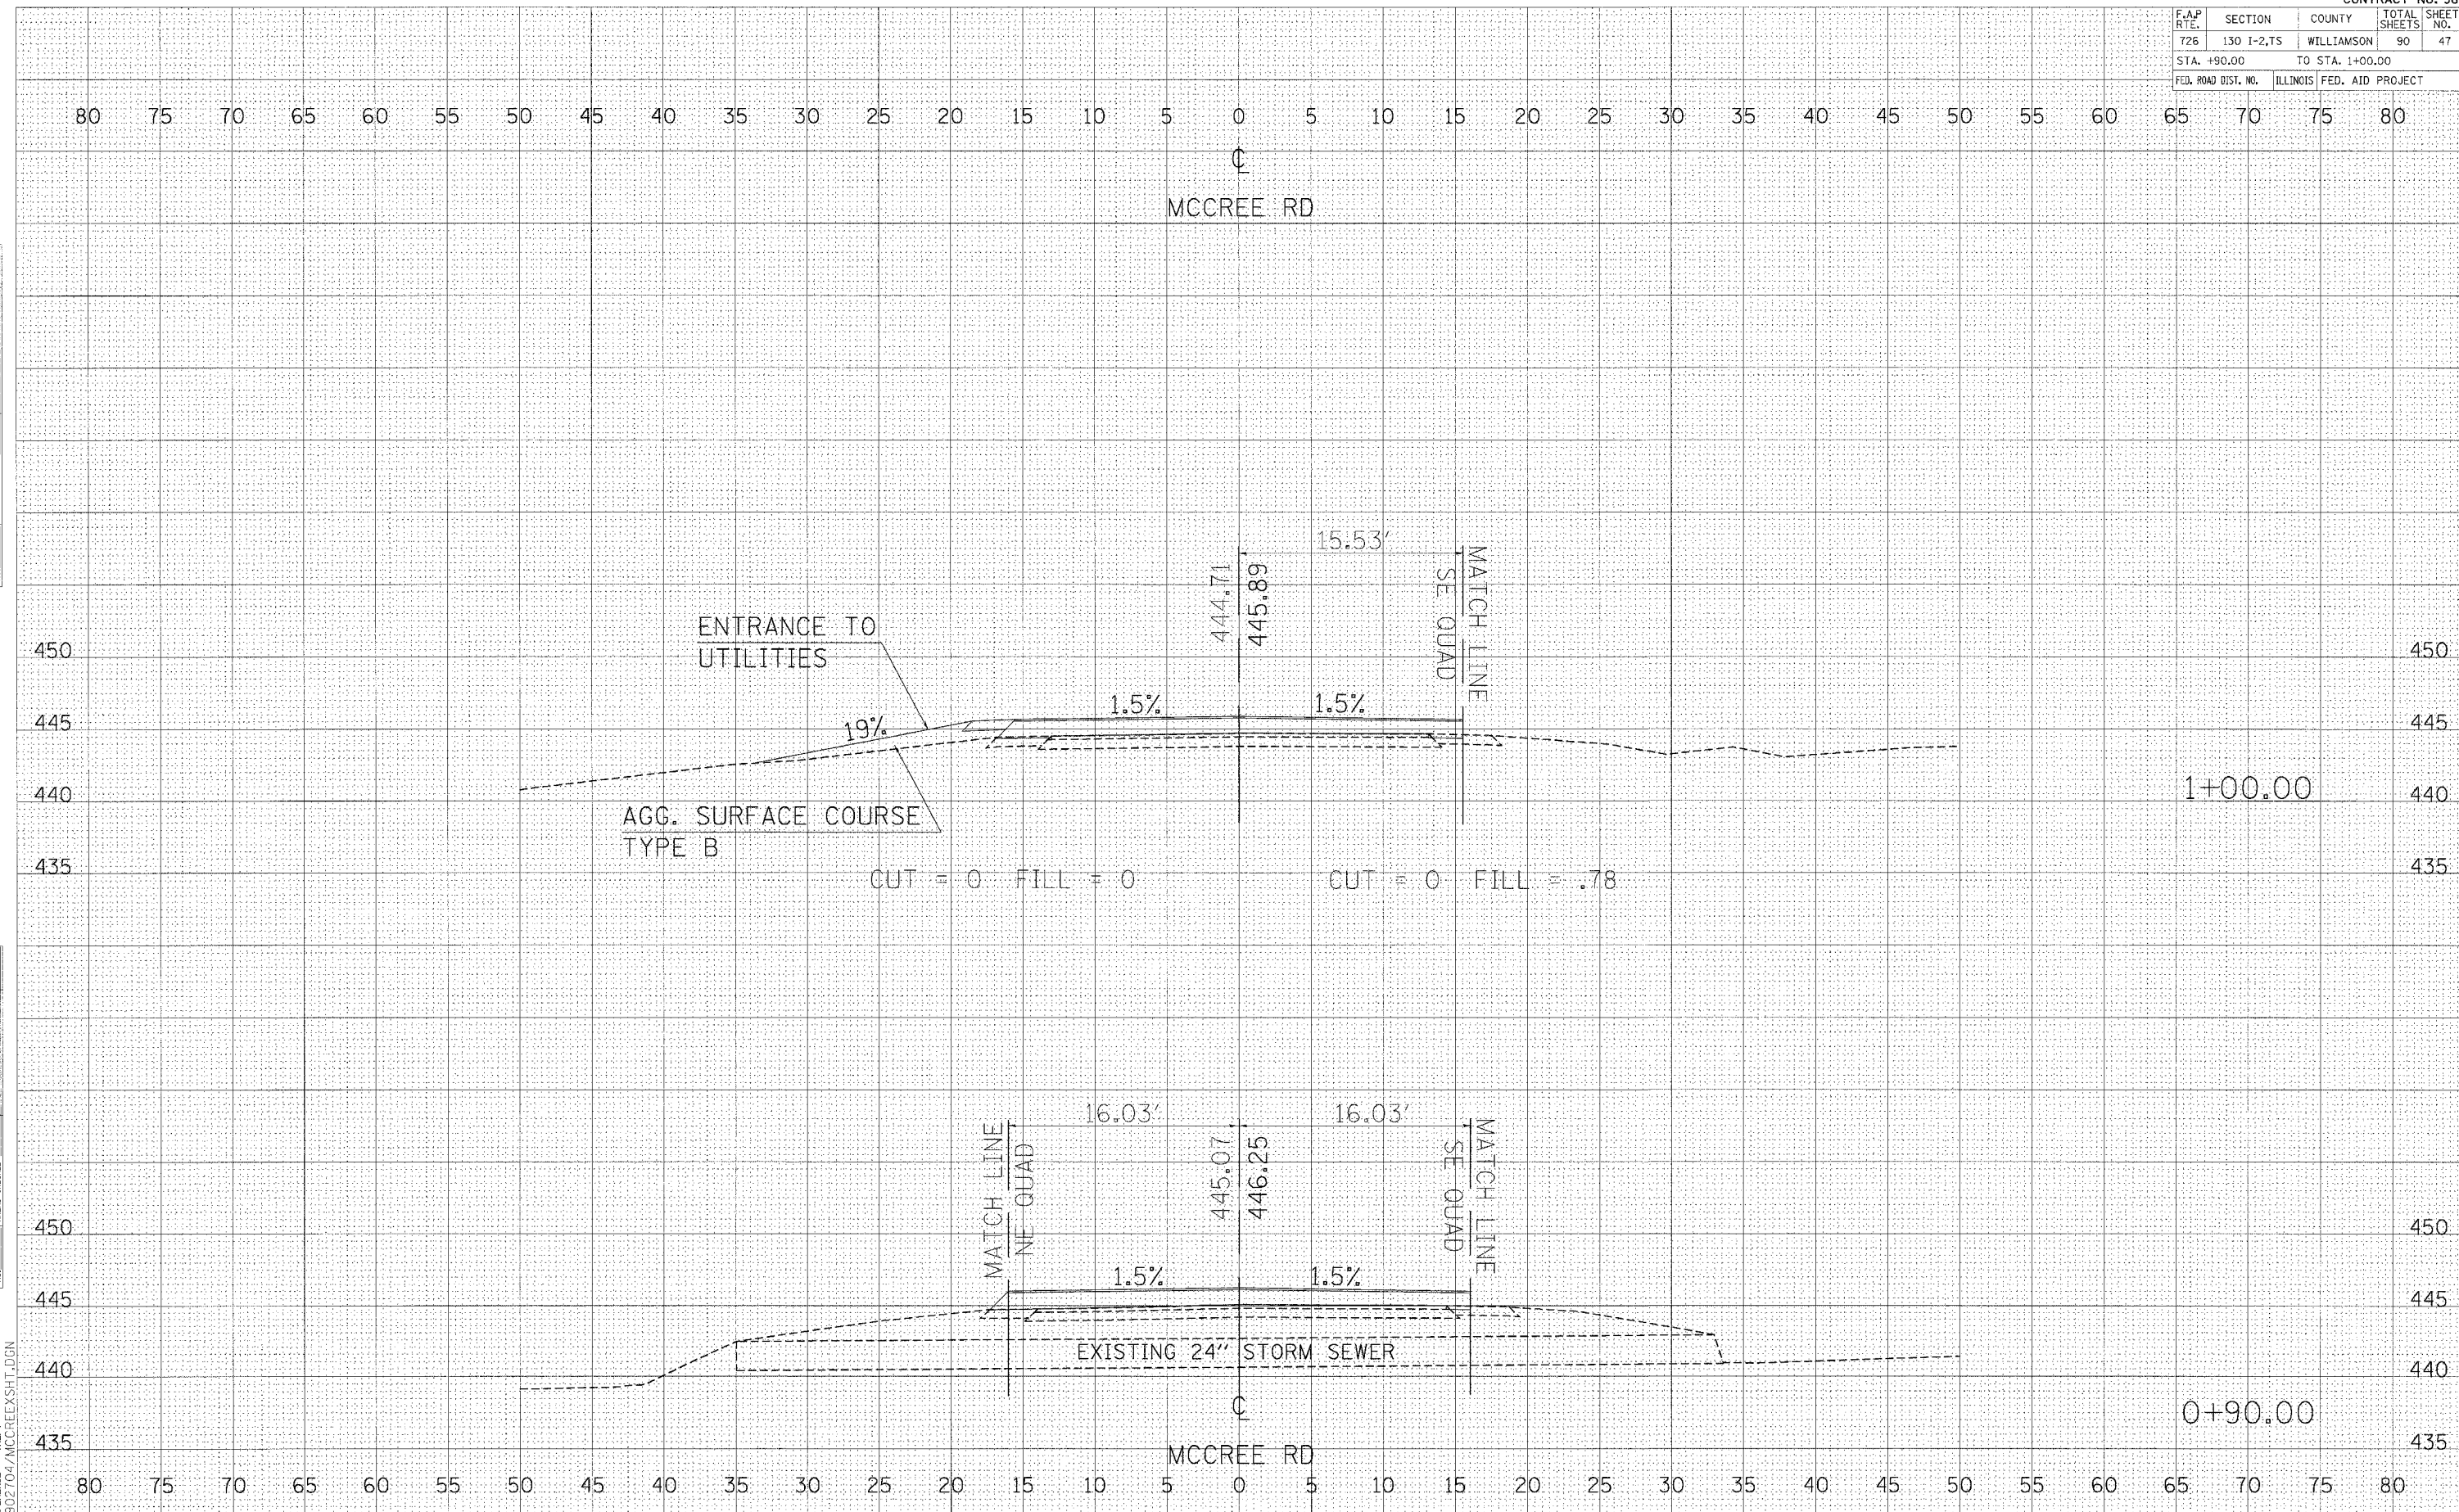 F.A.P RTE. SECTION COUNTY TOTAL SHEETS SHEET NO.
726 130 I-2,TS WILLIAMSON 90 47
STA. +90.00 TO STA. 1+00.00
FED. ROAD DIST. NO. ILLINOIS FED. AID PROJECT
80 75 70 65 60 55 50 45 40 35 30 25 20 15 10 5 0 5 10 15 20 25 30 35 40 45 50 55 60 65 70 75 80
℄
MCCREE RD
15.53'
444.71
445.89
MATCH LINE
SE QUAD
ENTRANCE TO
UTILITIES
450 450
1.5% 1.5%
445 19% 445
440 1+00.00 440
AGG. SURFACE COURSE
TYPE B
435 435
CUT = 0 FILL = 0 CUT = 0 FILL = .78
16.03' 16.03'
MATCH LINE
NE QUAD
445.07
446.25
MATCH LINE
SE QUAD
450 450
1.5% 1.5%
445 445
EXISTING 24" STORM SEWER
440 440
℄
0+90.00
435 435
MCCREE RD
80 75 70 65 60 55 50 45 40 35 30 25 20 15 10 5 0 5 10 15 20 25 30 35 40 45 50 55 60 65 70 75 80
902704/MCCREEXSHT.DGN